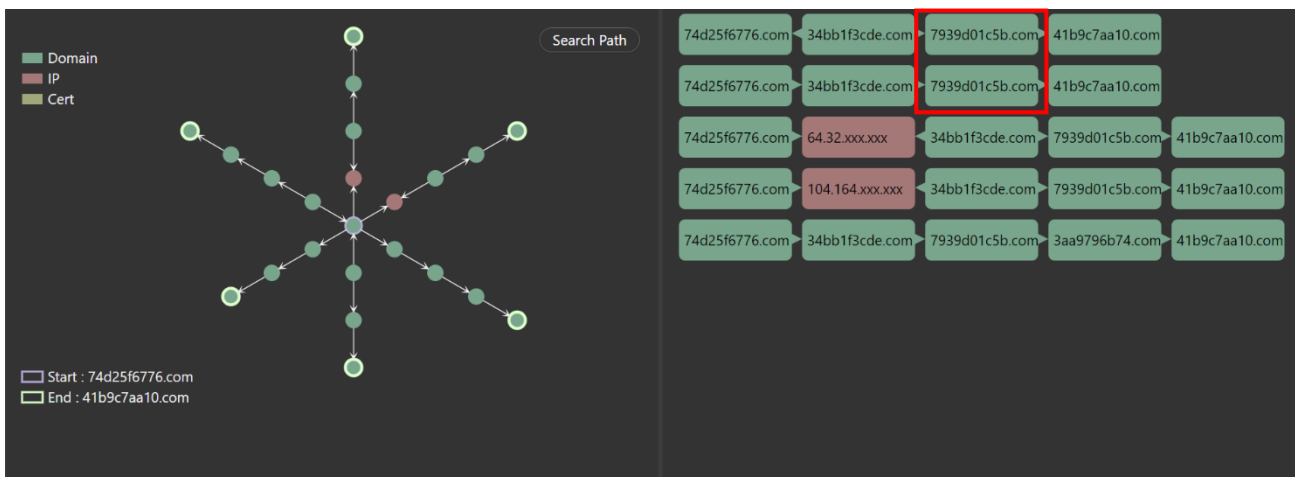 Search Path
Domain
IP
Cert
Start : 74d25f6776.com
End : 41b9c7aa10.com
74d25f6776.com 34bb1f3cde.com 7939d01c5b.com 41b9c7aa10.com
74d25f6776.com 34bb1f3cde.com 7939d01c5b.com 41b9c7aa10.com
74d25f6776.com 64.32.xxx.xxx 34bb1f3cde.com 7939d01c5b.com 41b9c7aa10.com
74d25f6776.com 104.164.xxx.xxx 34bb1f3cde.com 7939d01c5b.com 41b9c7aa10.com
74d25f6776.com 34bb1f3cde.com 7939d01c5b.com 3aa9796b74.com 41b9c7aa10.com